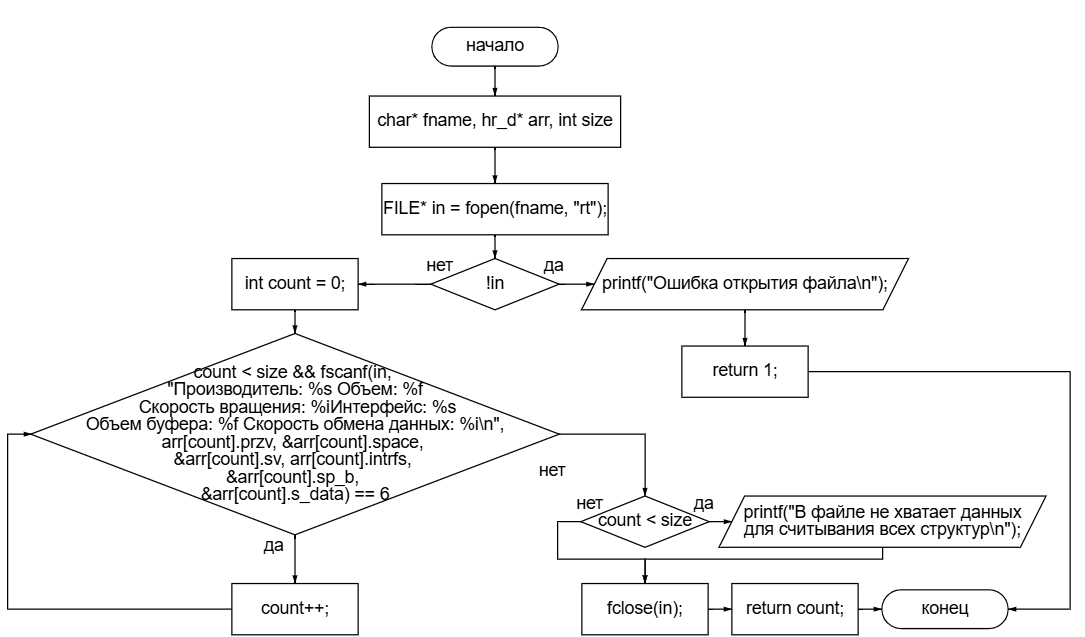 начало
char* fname, hr_d* arr, int size
FILE* in = fopen(fname, "rt");
нет
да
!in
int count = 0;
printf("Ошибка открытия файла\n");
return 1;
count < size && fscanf(in,
"Производитель: %s Объем: %f
Скорость вращения: %iИнтерфейс: %s
Объем буфера: %f Скорость обмена данных: %i\n",
arr[count].przv, &arr[count].space,
&arr[count].sv, arr[count].intrfs,
&arr[count].sp_b,
&arr[count].s_data) == 6
нет
да
нет
да
count < size
printf("В файле не хватает данных
для считывания всех структур\n");
count++;
fclose(in);
return count;
конец